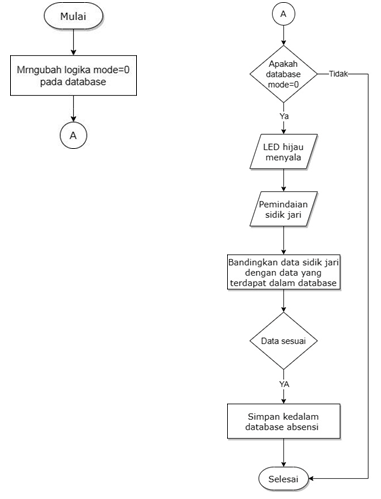 Mulai
Mrngubah logika mode=0
pada database
A
A
Apakah
database
mode=0
Tidak
Ya
LED hijau
menyala
Pemindaian
sidik jari
Bandingkan data sidik jari
dengan data yang
terdapat dalam database
Data sesuai
YA
Simpan kedalam
database absensi
Selesai